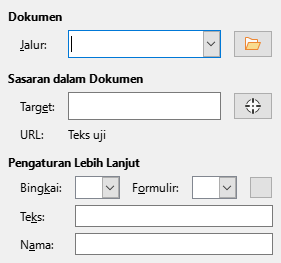 Dokumen
Jalur:
Sasaran dalam Dokumen
Target:
URL: Teks uji
Pengaturan Lebih Lanjut
Bingkai: Formulir:
Teks:
Nama: